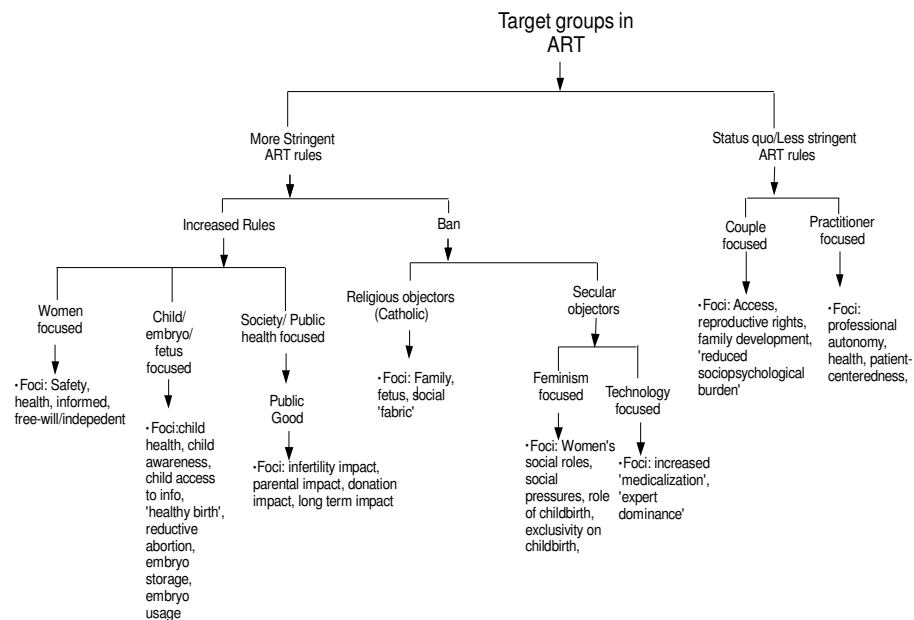 Target groups in
ART
More Stringent
ART rules
Status quo/Less stringent
ART rules
Increased Rules
Ban
Couple
focused
Practitioner
focused
Women
focused
Child/
embryo/
fetus
focused
Society/ Public
health focused
Religious objectors
(Catholic)
Secular
objectors
•Foci: Access,
reproductive rights,
family development,
'reduced
sociopsychological
burden'
•Foci:
professional
autonomy,
health, patient-
centeredness,
•Foci: Safety,
health, informed,
free-will/indepedent
•Foci:child
health, child
awareness,
child access
to info,
'healthy birth',
reductive
abortion,
embryo
storage,
embryo
usage
Public
Good
•Foci: infertility impact,
parental impact, donation
impact, long term impact
•Foci: Family,
fetus, social
'fabric'
Feminism
focused
Technology
focused
•Foci: Women's
social roles,
social
pressures, role
of childbirth,
exclusivity on
childbirth,
•Foci: increased
'medicalization',
'expert
dominance'